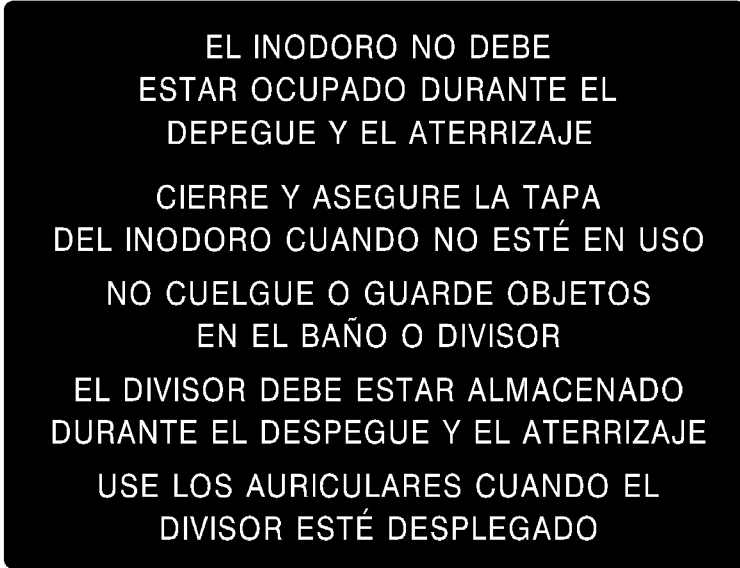 EL INODORO NO DEBE
ESTAR OCUPADO DURANTE EL
DEPEGUE Y EL ATERRIZAJE
CIERRE Y ASEGURE LA TAPA
DEL INODORO CUANDO NO ESTÉ EN USO
NO CUELGUE O GUARDE OBJETOS
EN EL BAÑO O DIVISOR
EL DIVISOR DEBE ESTAR ALMACENADO
DURANTE EL DESPEGUE Y EL ATERRIZAJE
USE LOS AURICULARES CUANDO EL
DIVISOR ESTÉ DESPLEGADO